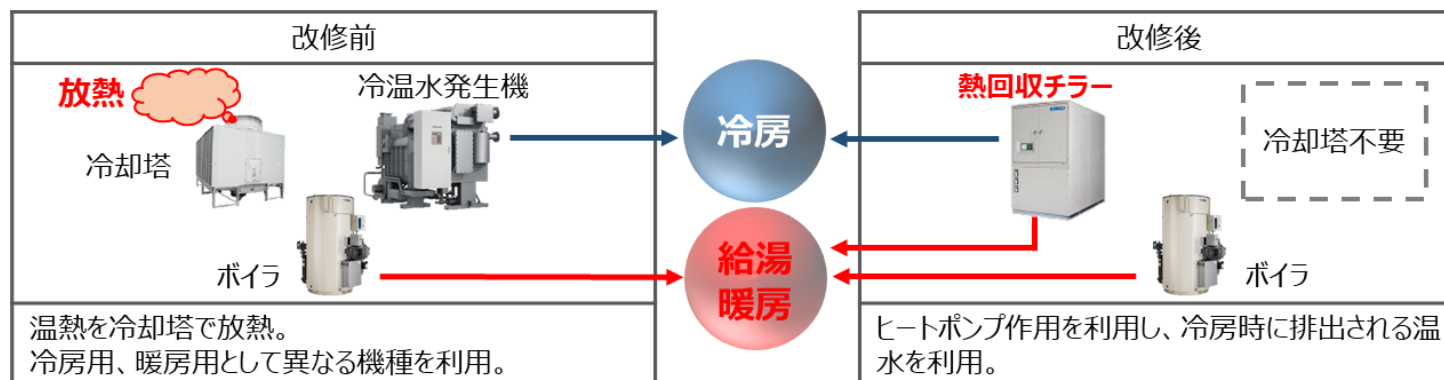 改修前
放熱
冷温水発生機
冷却塔
ボイラ
温熱を冷却塔で放熱。
冷房用、暖房用として異なる機種を利用。
冷房
給湯
暖房
改修後
熱回収チラー
冷却塔不要
ボイラ
ヒートポンプ作用を利用し、冷房時に排出される温
水を利用。